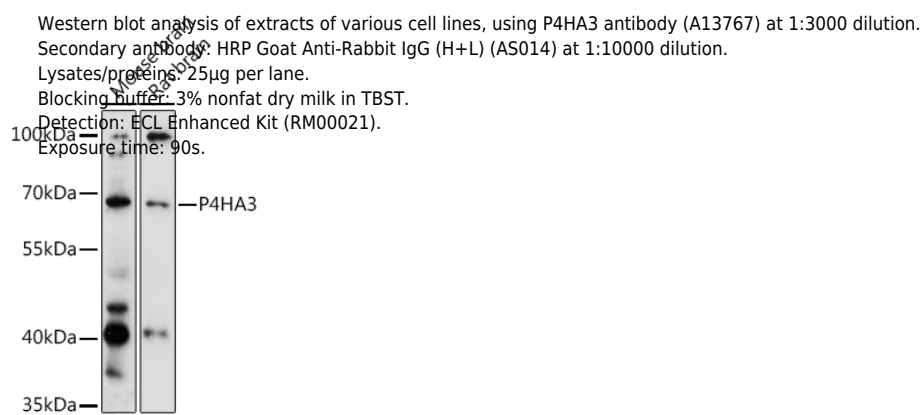 Western blot analysis of extracts of various cell lines, using P4HA3 antibody (A13767) at 1:3000 dilution.
Secondary antibody: HRP Goat Anti-Rabbit IgG (H+L) (AS014) at 1:10000 dilution.
Lysates/proteins: 25μg per lane.
Blocking buffer: 3% nonfat dry milk in TBST.
Detection: ECL Enhanced Kit (RM00021).
Exposure time: 90s.
Mouse brain
Rat brain
100kDa
70kDa
P4HA3
55kDa
40kDa
35kDa